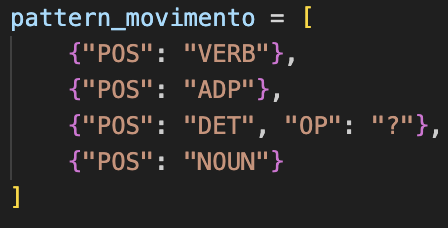 pattern_movimento = [
    {"POS": "VERB"},
    {"POS": "ADP"},
    {"POS": "DET", "OP": "?"},
    {"POS": "NOUN"}
]